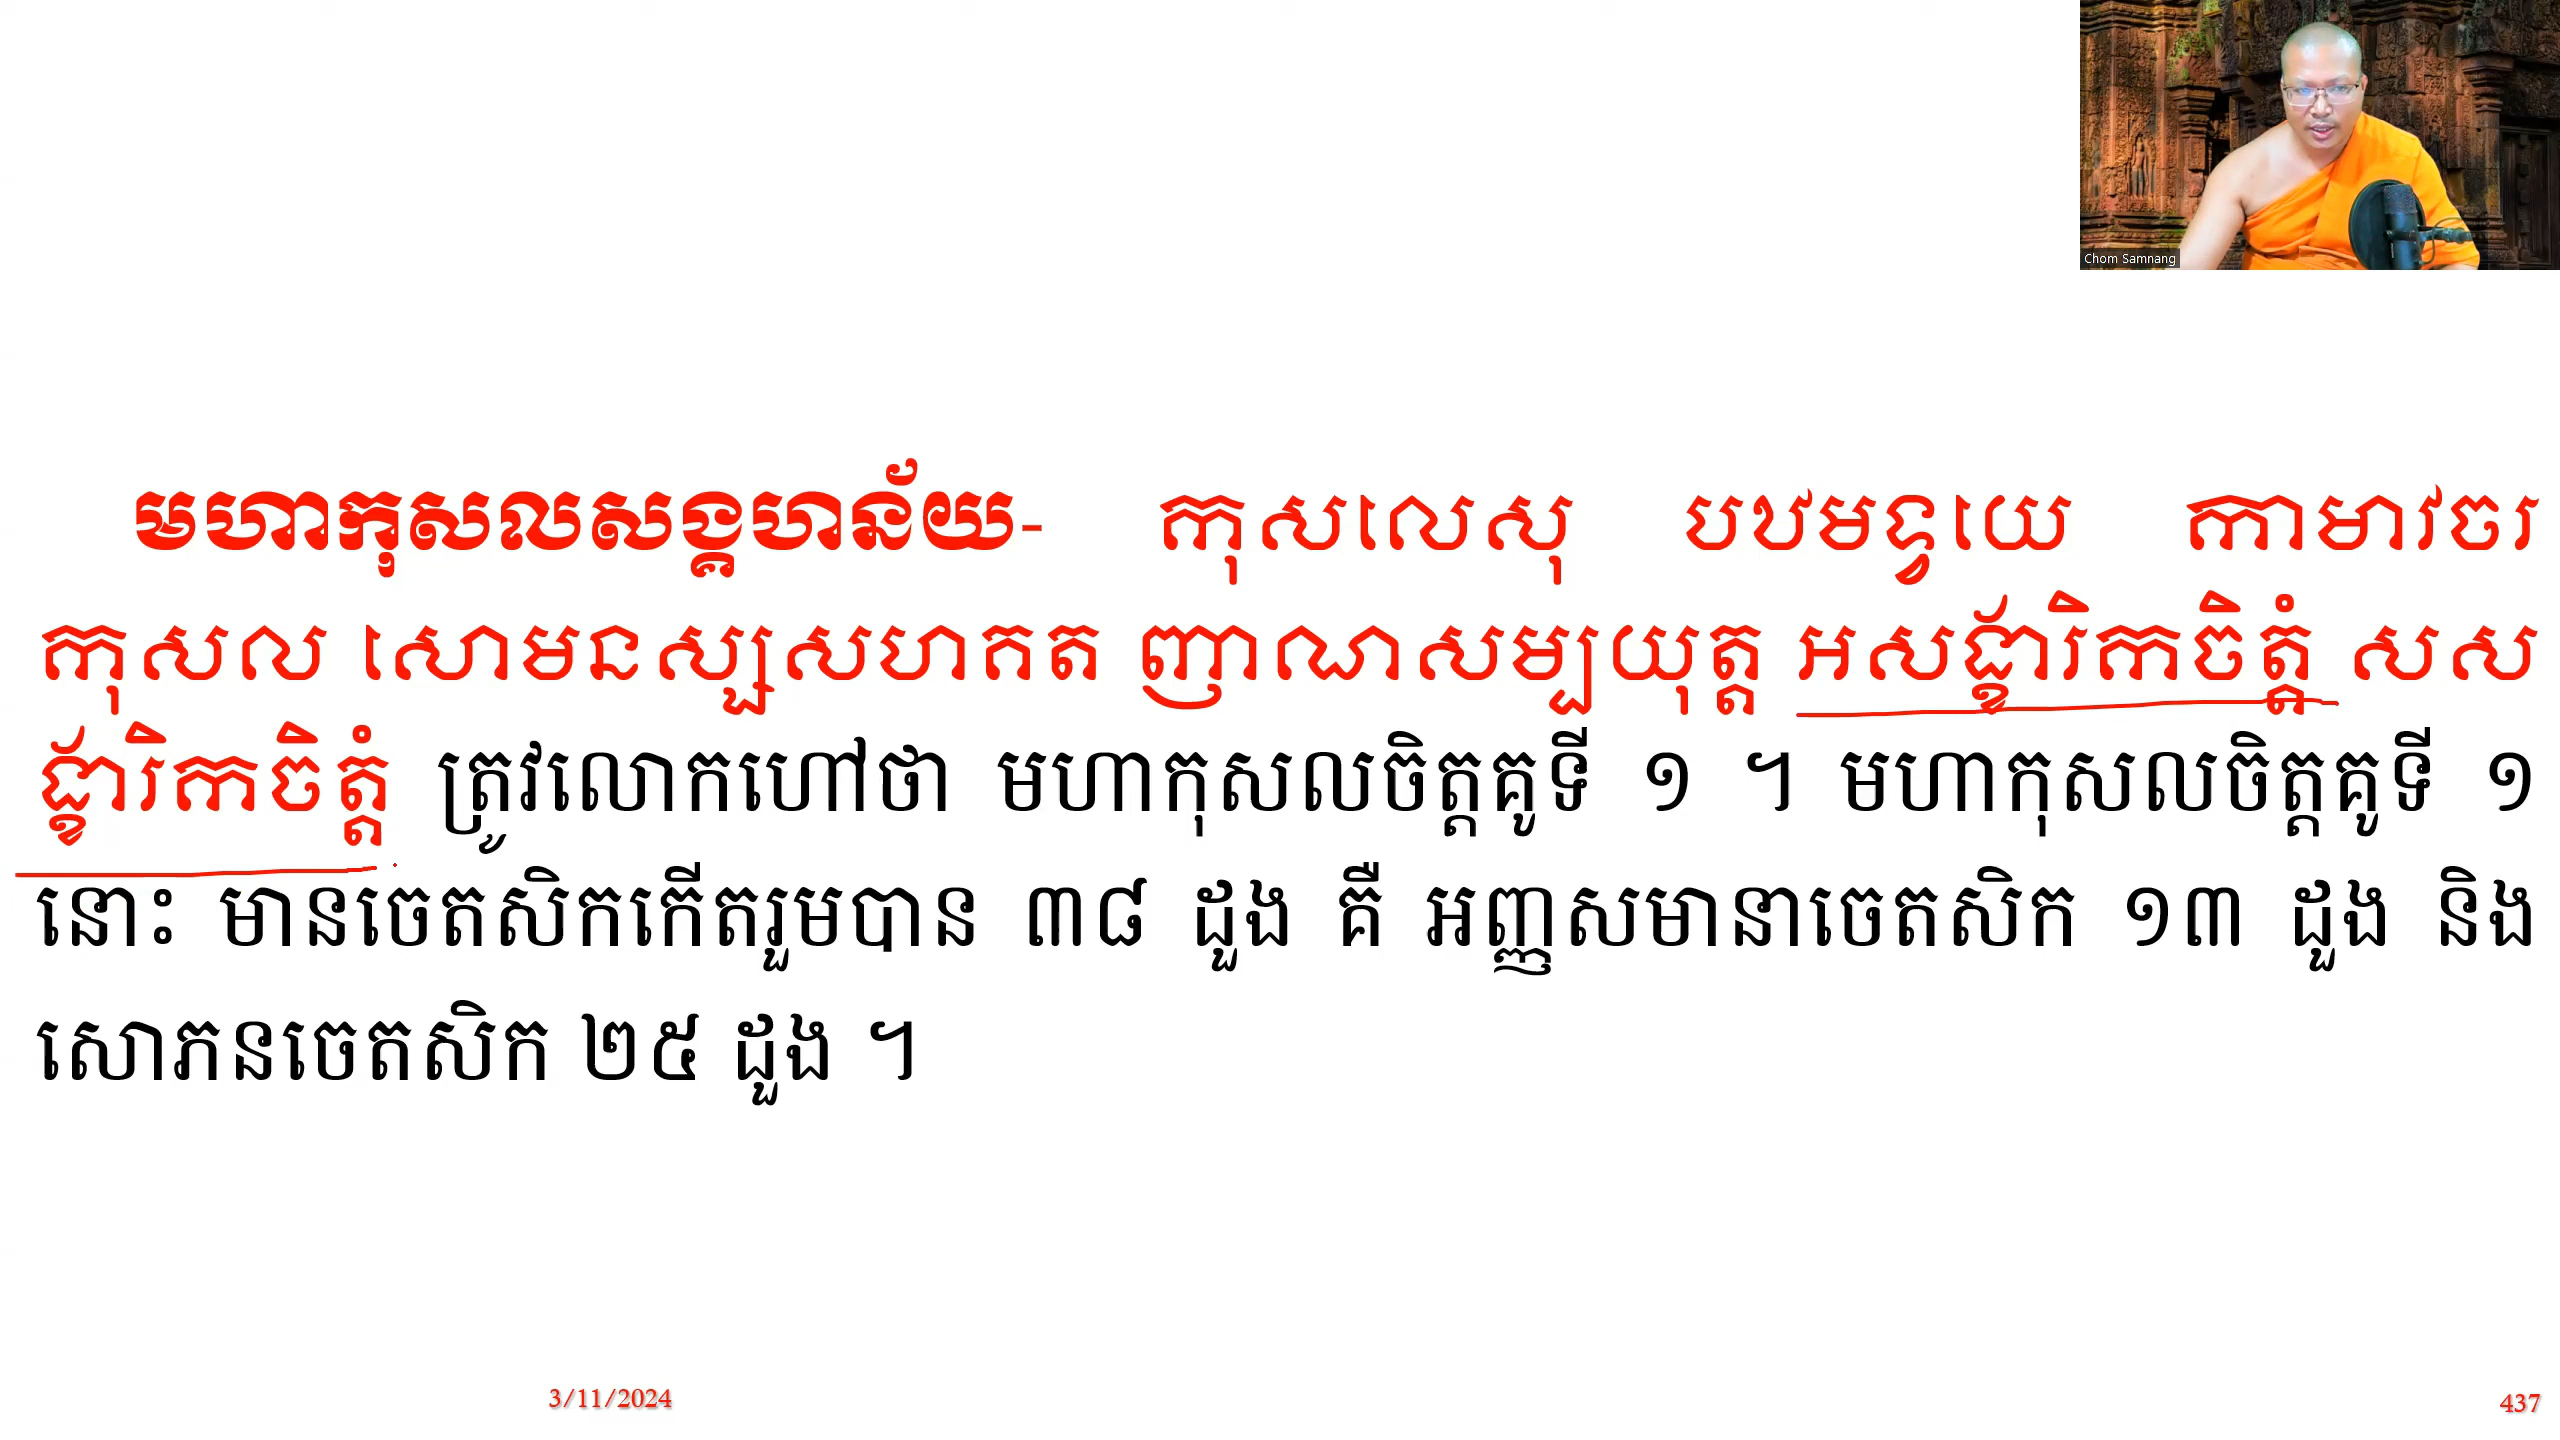 Chom Samnang
មហាកុសលសង្គហន័យ- កុសលេសុ បឋមទ្វយេ កាមាវចរ
កុសល សោមនស្សសហគត ញាណសម្បយុត្ត អសង្ខារិកចិត្តំ សស
ង្ខារិកចិត្តំ ត្រូវលោកហៅថា មហាកុសលចិត្តគូទី ១ ។ មហាកុសលចិត្តគូទី ១
នោះ មានចេតសិកកើតរួមបាន ៣៨ ដួង គឺ អញ្ញសមានាចេតសិក ១៣ ដួង និង
សោភនចេតសិក ២៥ ដួង ។
3/11/2024
437